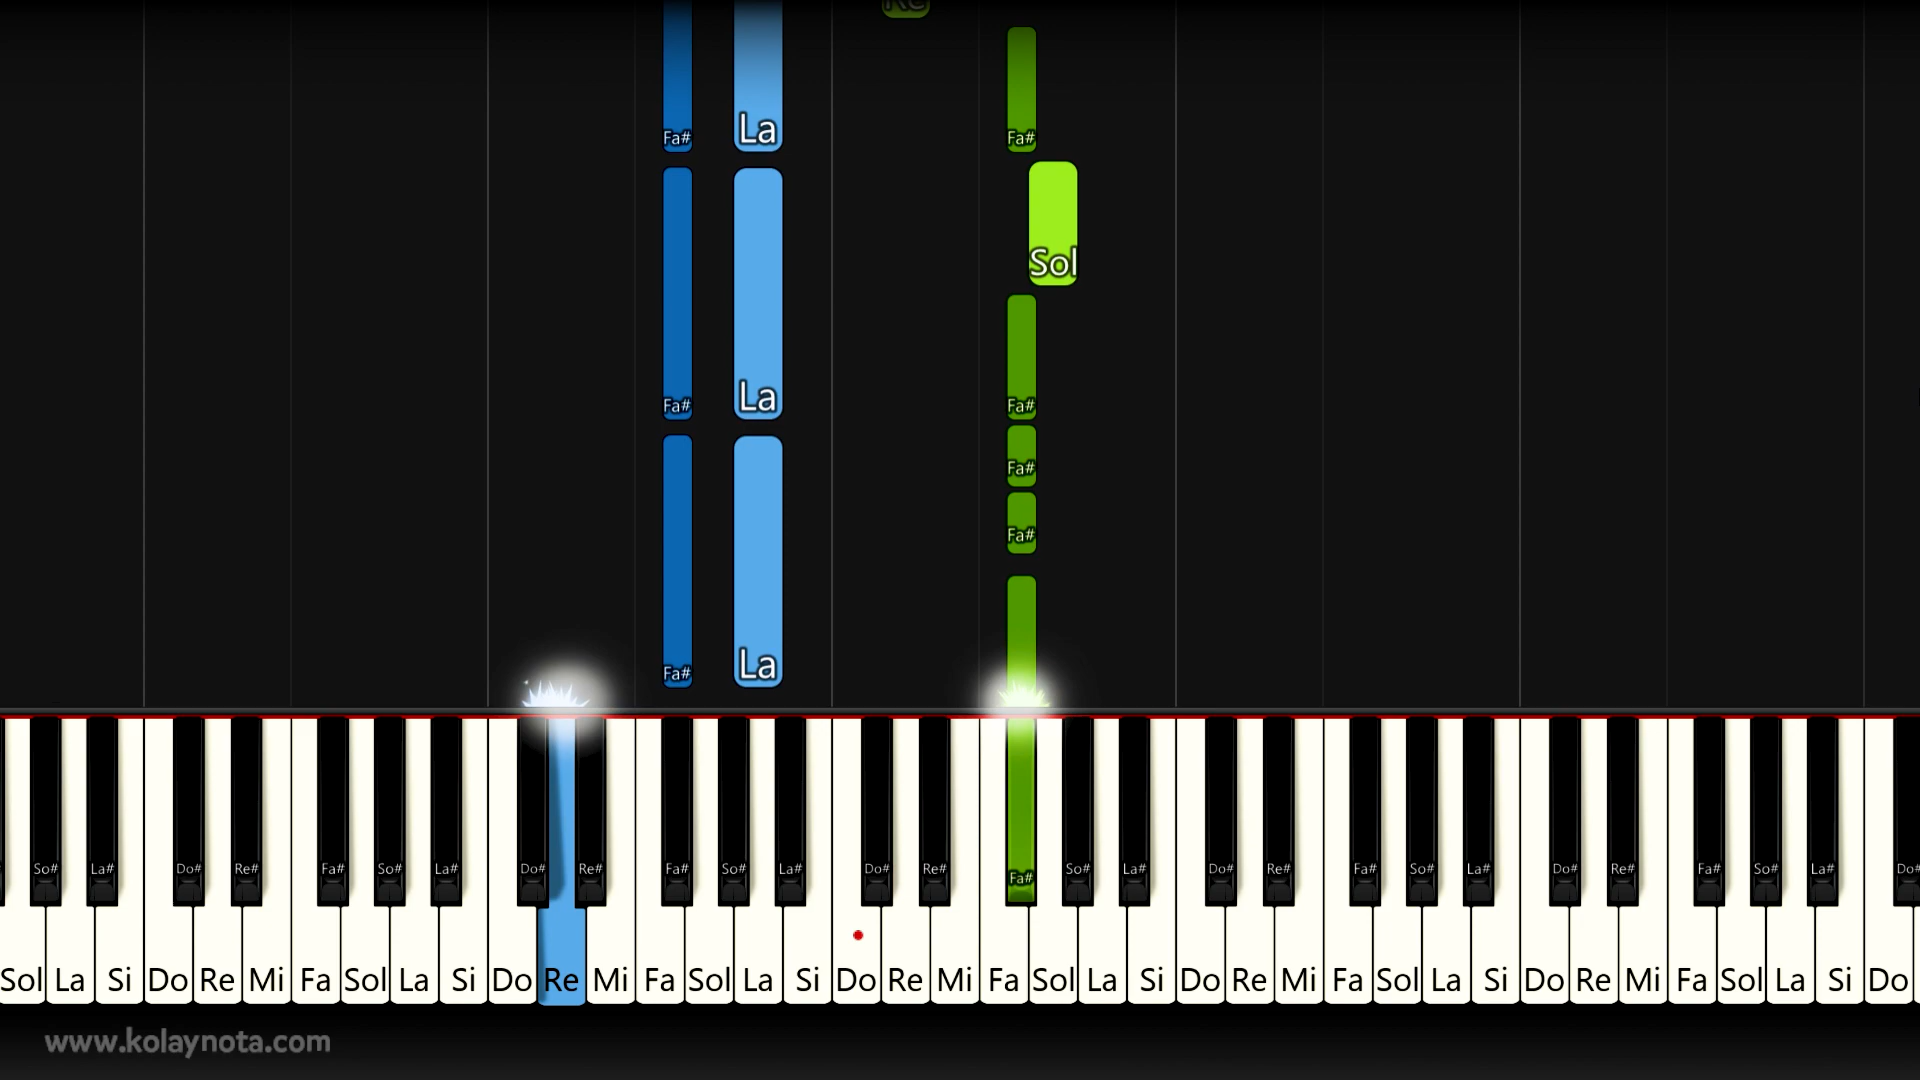 Re
Fa# La Fa#
Sol
Fa# La Fa#
Fa#
Fa#
Fa# La
So# La# Do# Re# Fa# So# La# Do# Re# Fa# So# La# Do# Re# Fa# So# La# Do# Re# Fa# So# La# Do# Re# Fa# So# La# Do#
Sol La Si Do Re Mi Fa Sol La Si Do Re Mi Fa Sol La Si Do Re Mi Fa Sol La Si Do Re Mi Fa Sol La Si Do Re Mi Fa Sol La Si Do
www.kolaynota.com